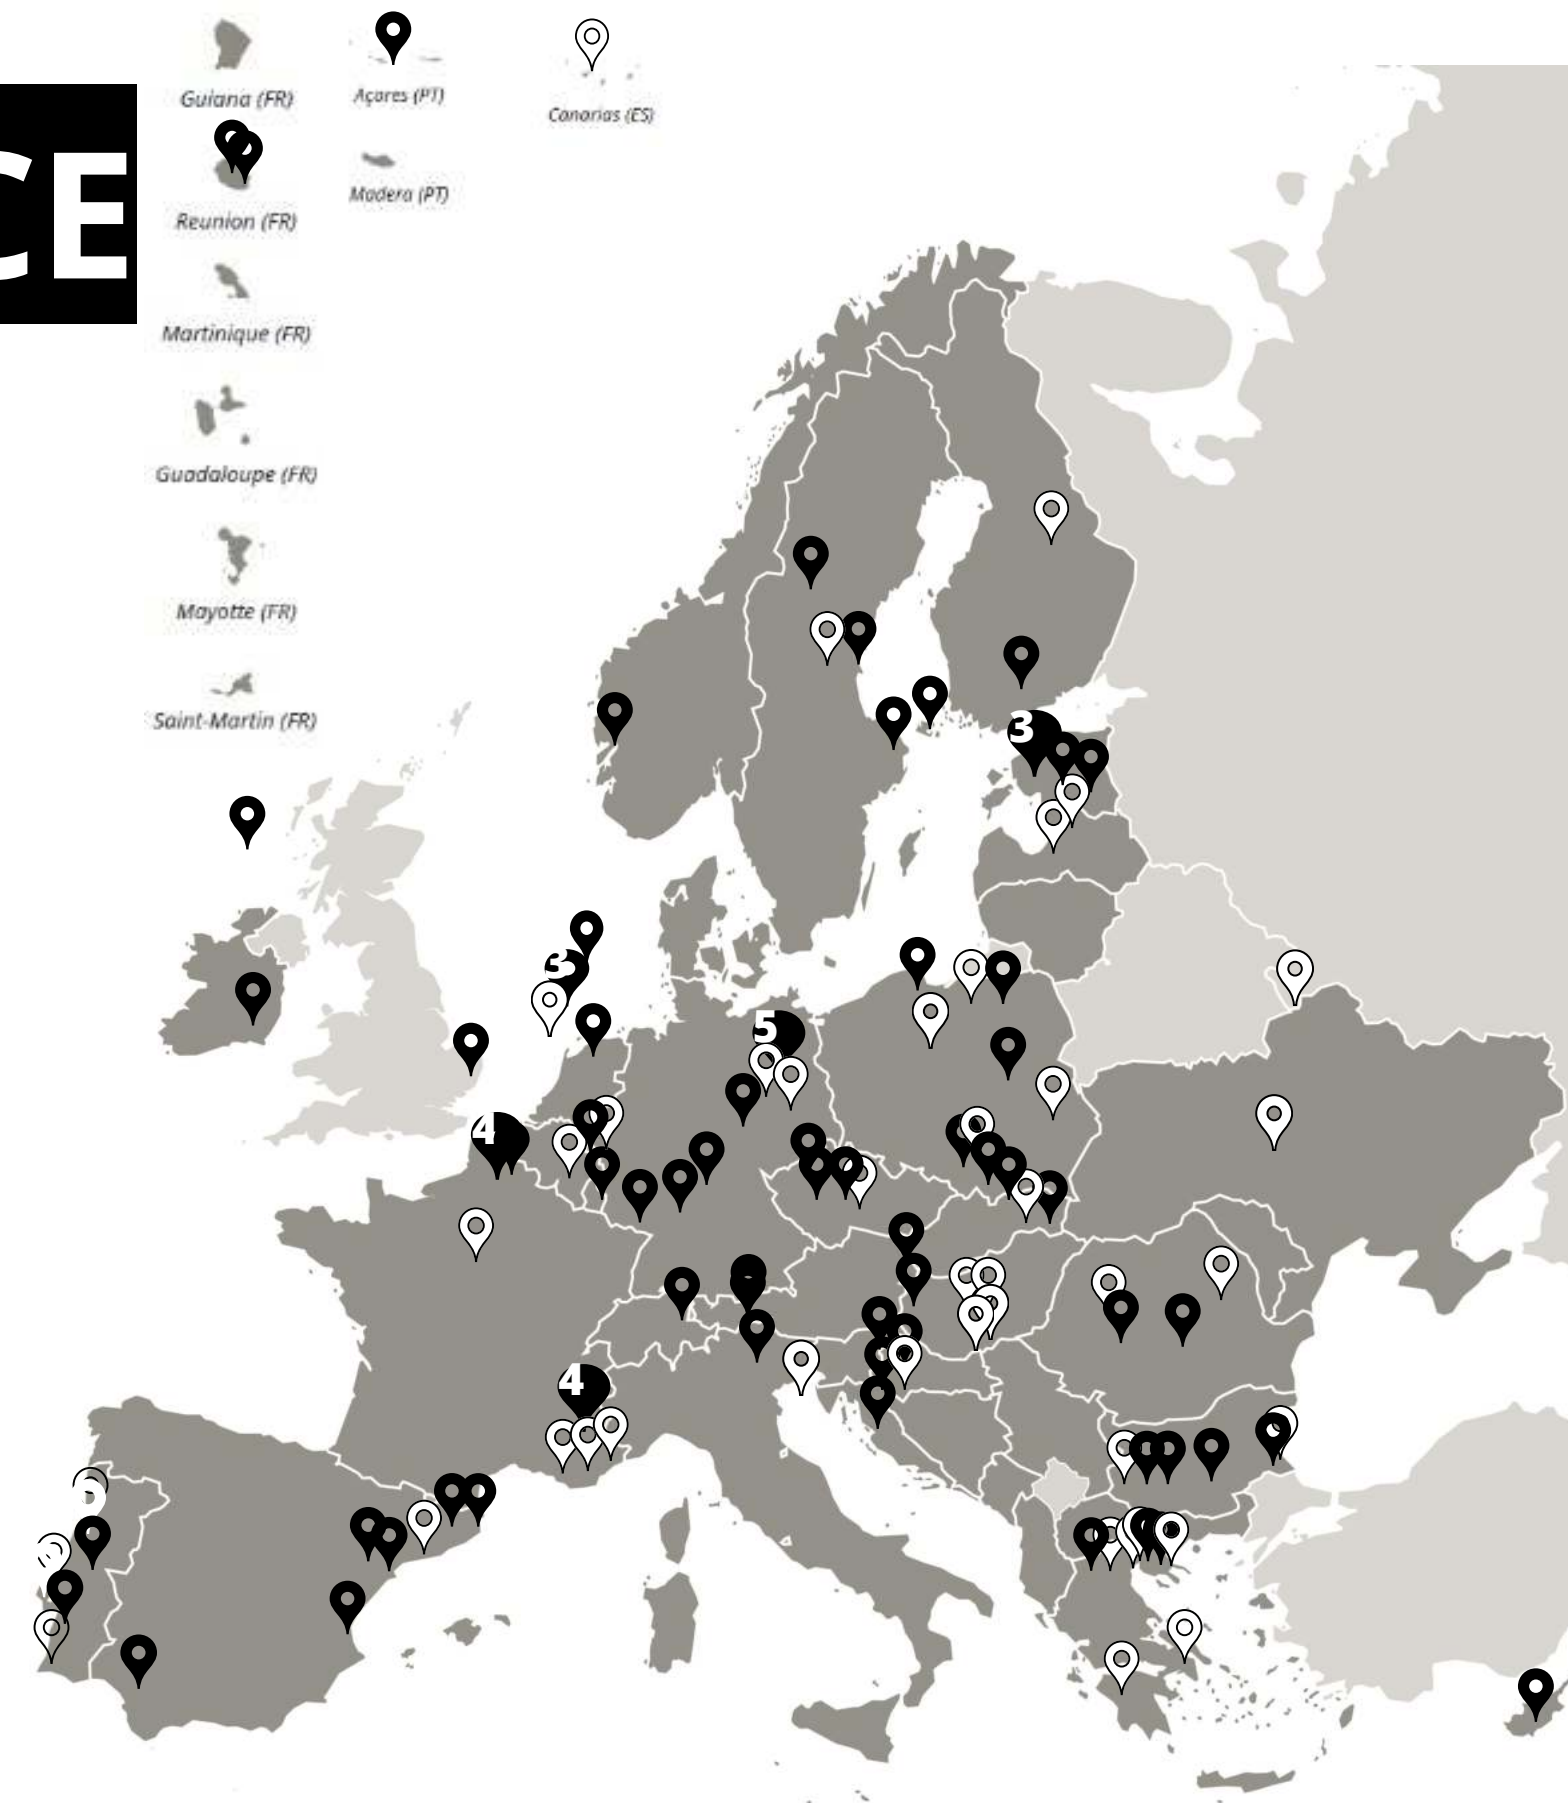 CE
Guiana (FR)
Açores (PT)
Canarias (ES)
Reunion (FR)
Madera (PT)
Martinique (FR)
Guadaloupe (FR)
Mayotte (FR)
Saint-Martin (FR)
3
3
5
4
4